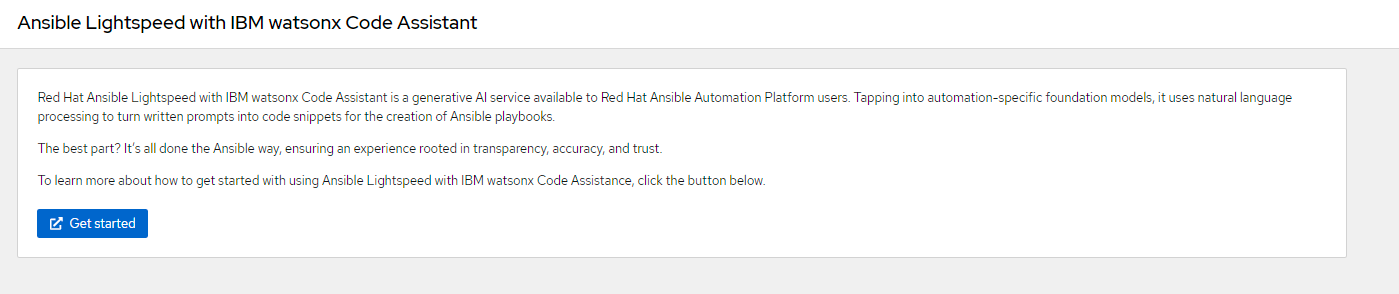 Ansible Lightspeed with IBM watsonx Code Assistant
Red Hat Ansible Lightspeed with IBM watsonx Code Assistant is a generative AI service available to Red Hat Ansible Automation Platform users. Tapping into automation-specific foundation models, it uses natural language
processing to turn written prompts into code snippets for the creation of Ansible playbooks.
The best part? It's all done the Ansible way, ensuring an experience rooted in transparency, accuracy, and trust.
To learn more about how to get started with using Ansible Lightspeed with IBM watsonx Code Assistance, click the button below.
Get started